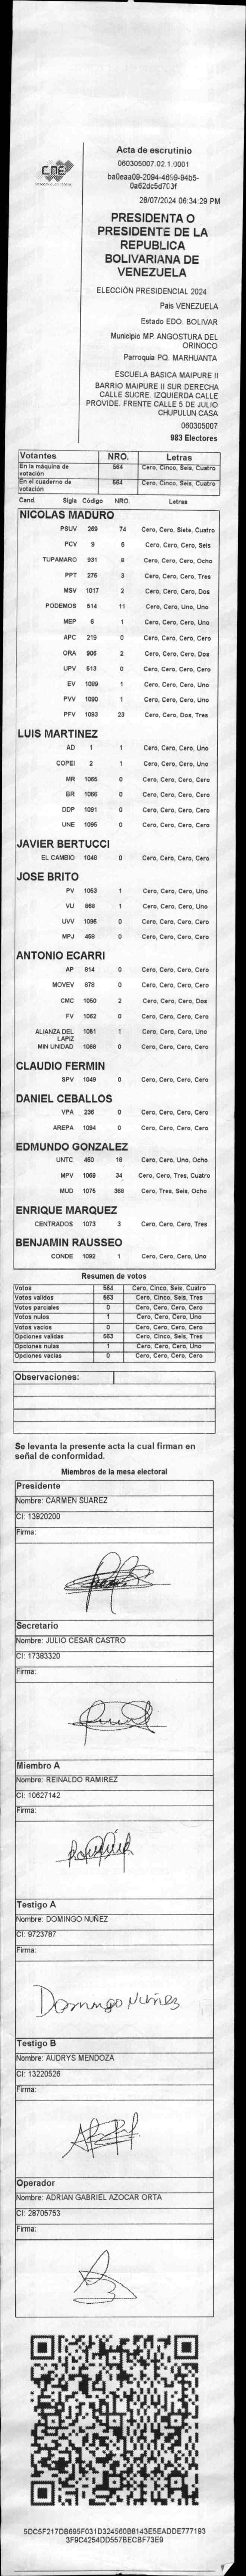 CNE
Acta de escrutinio
060305007.02.1.0001
ba0eaa09-2094-4659-94b5-
0a62dc5d7c3f
28/07/2024 06:34:29 PM
PRESIDENTA O
PRESIDENTE DE LA
REPUBLICA
BOLIVARIANA DE
VENEZUELA
ELECCIÓN PRESIDENCIAL 2024
Pais VENEZUELA
Estado EDO. BOLIVAR
Municipio MP. ANGOSTURA DEL
ORINOCO
Parroquia PQ. MARHUANTA
ESCUELA BASICA MAIPURE II
BARRIO MAIPURE II SUR DERECHA
CALLE SUCRE. IZQUIERDA CALLE
PROVIDE. FRENTE CALLE 5 DE JULIO
CHUPULUN CASA
060305007
983 Electores
Votantes NRO. Letras
En la máquina de votación 564 Cero, Cinco, Seis, Cuatro
En el cuaderno de votación 564 Cero, Cinco, Seis, Cuatro
Cand. Sigla Código NRO. Letras
NICOLAS MADURO
PSUV 269 74 Cero, Cero, Siete, Cuatro
PCV 9 6 Cero, Cero, Cero, Seis
TUPAMARO 931 8 Cero, Cero, Cero, Ocho
PPT 275 3 Cero, Cero, Cero, Tres
MSV 1017 2 Cero, Cero, Cero, Dos
PODEMOS 514 11 Cero, Cero, Uno, Uno
MEP 6 1 Cero, Cero, Cero, Uno
APC 219 0 Cero, Cero, Cero, Cero
ORA 906 2 Cero, Cero, Cero, Dos
UPV 513 0 Cero, Cero, Cero, Cero
EV 1089 1 Cero, Cero, Cero, Uno
PVV 1090 1 Cero, Cero, Cero, Uno
PFV 1093 23 Cero, Cero, Dos, Tres
LUIS MARTINEZ
AD 1 1 Cero, Cero, Cero, Uno
COPEI 2 1 Cero, Cero, Cero, Uno
MR 1065 0 Cero, Cero, Cero, Cero
BR 1066 0 Cero, Cero, Cero, Cero
DDP 1091 0 Cero, Cero, Cero, Cero
UNE 1095 0 Cero, Cero, Cero, Cero
JAVIER BERTUCCI
EL CAMBIO 1048 0 Cero, Cero, Cero, Cero
JOSE BRITO
PV 1053 1 Cero, Cero, Cero, Uno
VU 868 1 Cero, Cero, Cero, Uno
UVV 1096 0 Cero, Cero, Cero, Cero
MPJ 458 0 Cero, Cero, Cero, Cero
ANTONIO ECARRI
AP 814 0 Cero, Cero, Cero, Cero
MOVEV 878 0 Cero, Cero, Cero, Cero
CMC 1050 2 Cero, Cero, Cero, Dos
FV 1062 0 Cero, Cero, Cero, Cero
ALIANZA DEL LAPIZ 1051 1 Cero, Cero, Cero, Uno
MIN UNIDAD 1068 0 Cero, Cero, Cero, Cero
CLAUDIO FERMIN
SPV 1049 0 Cero, Cero, Cero, Cero
DANIEL CEBALLOS
VPA 236 0 Cero, Cero, Cero, Cero
AREPA 1094 0 Cero, Cero, Cero, Cero
EDMUNDO GONZALEZ
UNTC 450 18 Cero, Cero, Uno, Ocho
MPV 1069 34 Cero, Cero, Tres, Cuatro
MUD 1075 368 Cero, Tres, Seis, Ocho
ENRIQUE MARQUEZ
CENTRADOS 1073 3 Cero, Cero, Cero, Tres
BENJAMIN RAUSSEO
CONDE 1092 1 Cero, Cero, Cero, Uno
Resumen de votos
Votos 564 Cero, Cinco, Seis, Cuatro
Votos validos 563 Cero, Cinco, Seis, Tres
Votos parciales 0 Cero, Cero, Cero, Cero
Votos nulos 1 Cero, Cero, Cero, Uno
Votos vacios 0 Cero, Cero, Cero, Cero
Opciones validas 563 Cero, Cinco, Seis, Tres
Opciones nulas 1 Cero, Cero, Cero, Uno
Opciones vacias 0 Cero, Cero, Cero, Cero
Observaciones:
Se levanta la presente acta la cual firman en
señal de conformidad.
Miembros de la mesa electoral
Presidente
Nombre: CARMEN SUAREZ
CI: 13920200
Firma:
Secretario
Nombre: JULIO CESAR CASTRO
CI: 17383320
Firma:
Miembro A
Nombre: REINALDO RAMIREZ
CI: 10627142
Firma:
Testigo A
Nombre: DOMINGO NUÑEZ
CI: 9723787
Firma:
Domingo Nuñes
Testigo B
Nombre: AUDRYS MENDOZA
CI: 13220526
Firma:
Operador
Nombre: ADRIAN GABRIEL AZOCAR ORTA
CI: 28705753
Firma:
5DC5F217DB695F031D324560B8143E5EADDE777193
3F9C4254DD557BECBF73E9